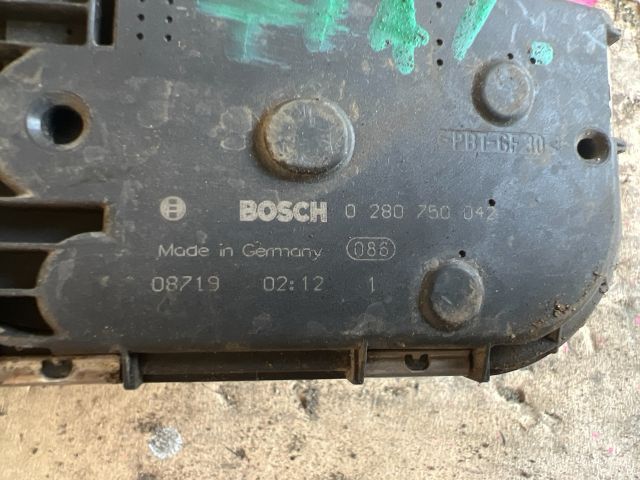 >PBT-GF30<
BOSCH 0 280 750 042
Made in Germany 086
08719 02:12 1